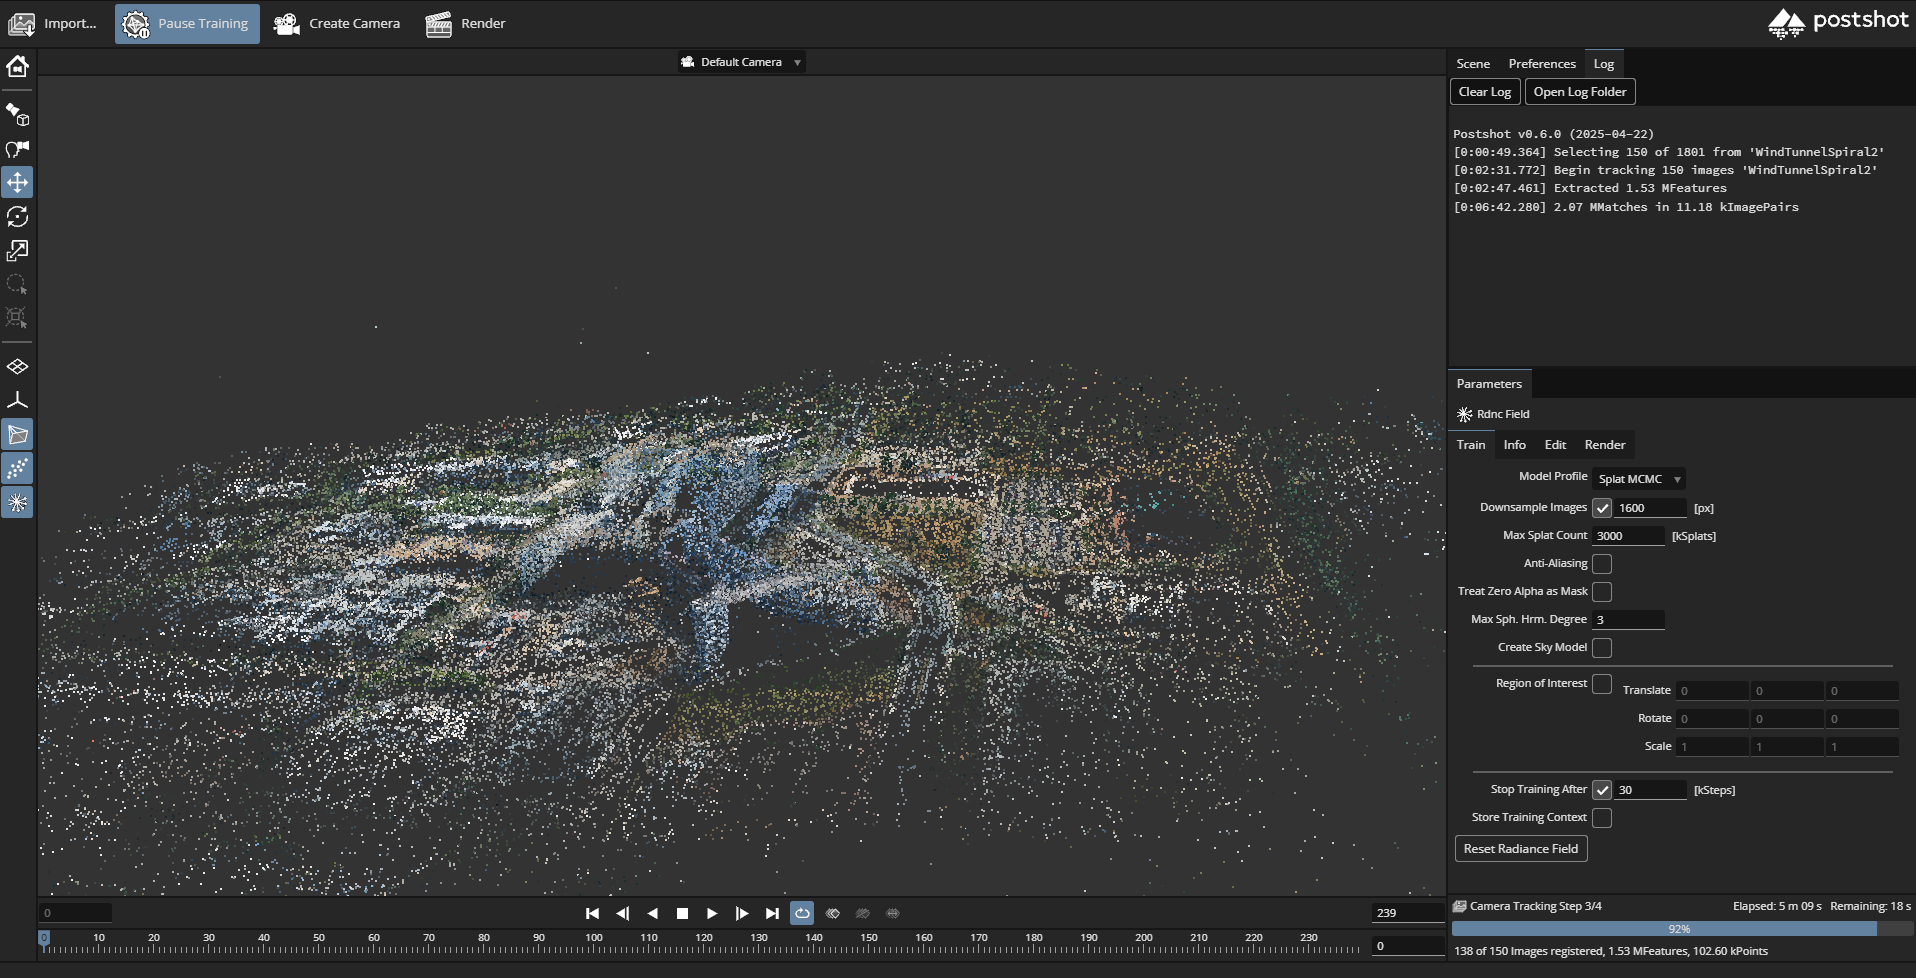 Import...
Pause Training
Create Camera
Render
postshot
Default Camera
Scene Preferences Log
Clear Log Open Log Folder
Postshot v0.6.0 (2025-04-22)
[0:00:49.364] Selecting 150 of 1801 from 'WindTunnelSpiral2'
[0:02:31.772] Begin tracking 150 images 'WindTunnelSpiral2'
[0:02:47.461] Extracted 1.53 MFeatures
[0:06:42.280] 2.07 MMatches in 11.18 kImagePairs
Parameters
Rdnc Field
Train Info Edit Render
Model Profile Splat MCMC
Downsample Images 1600 [px]
Max Splat Count 3000 [kSplats]
Anti-Aliasing
Treat Zero Alpha as Mask
Max Sph. Hrm. Degree 3
Create Sky Model
Region of Interest Translate 0 0 0
Rotate 0 0 0
Scale 1 1 1
Stop Training After 30 [kSteps]
Store Training Context
Reset Radiance Field
0 239
0 10 20 30 40 50 60 70 80 90 100 110 120 130 140 150 160 170 180 190 200 210 220 230
0
Camera Tracking Step 3/4 Elapsed: 5 m 09 s Remaining: 18 s
92%
138 of 150 Images registered, 1.53 MFeatures, 102.60 kPoints